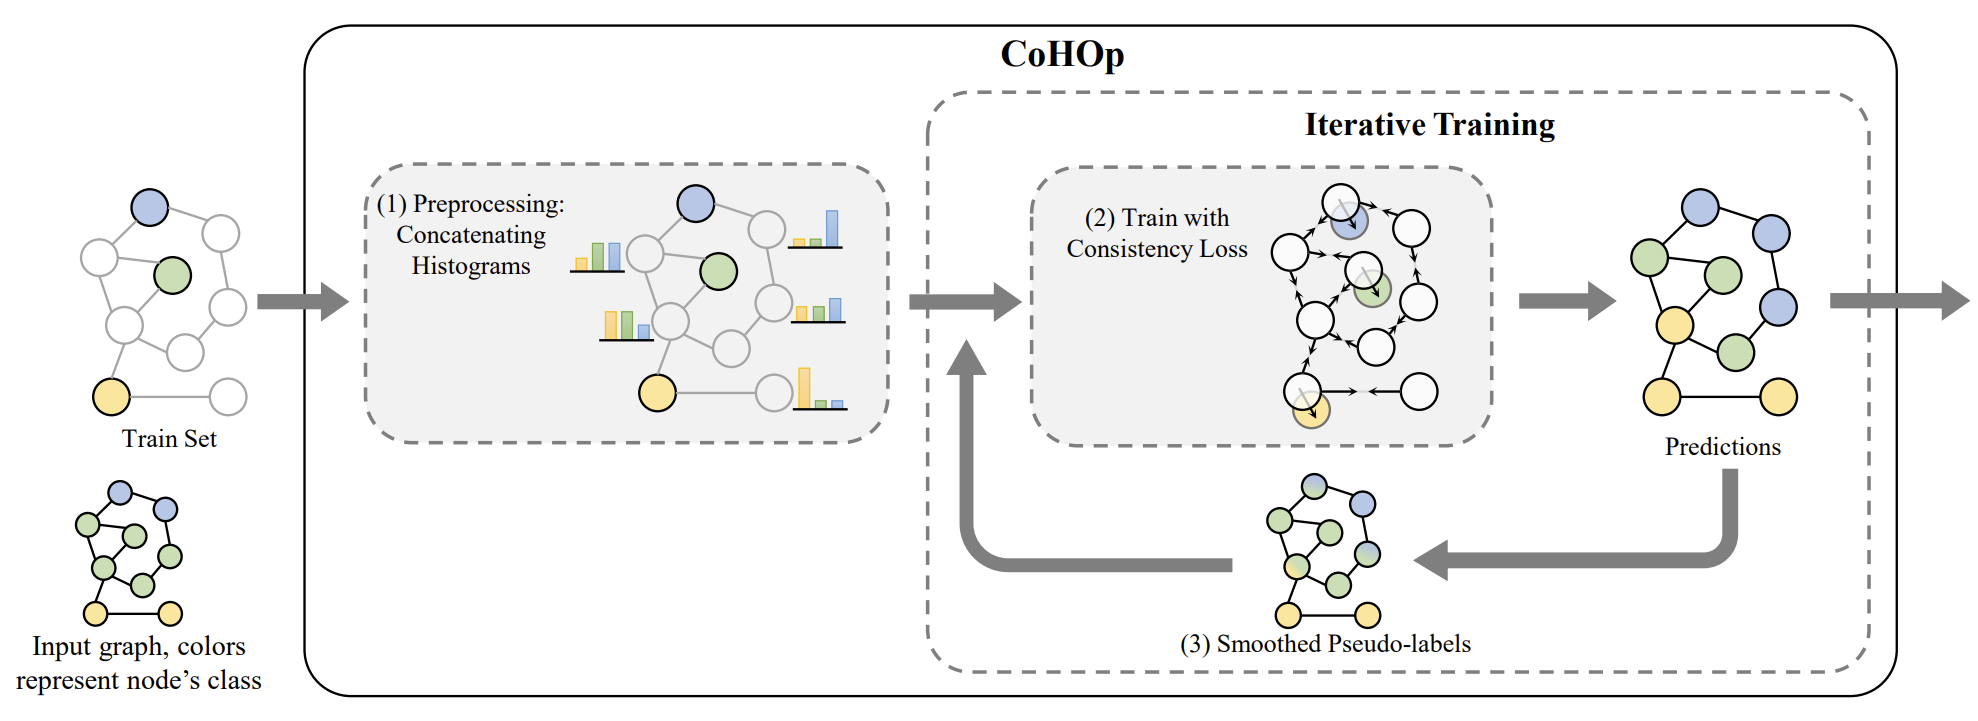 CoHOp
Iterative Training
(1) Preprocessing:
Concatenating
Histograms
(2) Train with
Consistency Loss
Train Set
Predictions
Input graph, colors
represent node's class
(3) Smoothed Pseudo-labels